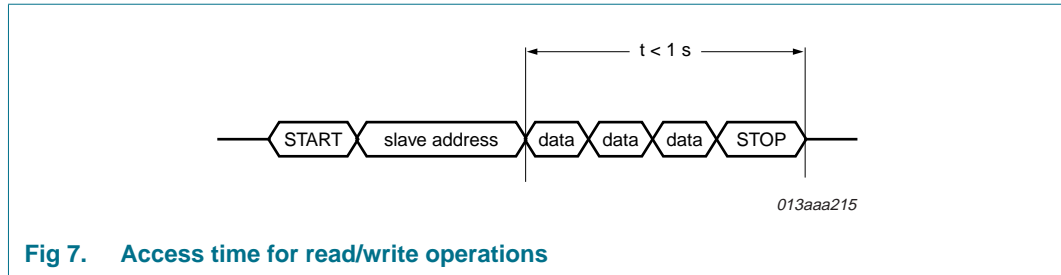 t < 1 s
START slave address data data data STOP
013aaa215
Fig 7. Access time for read/write operations